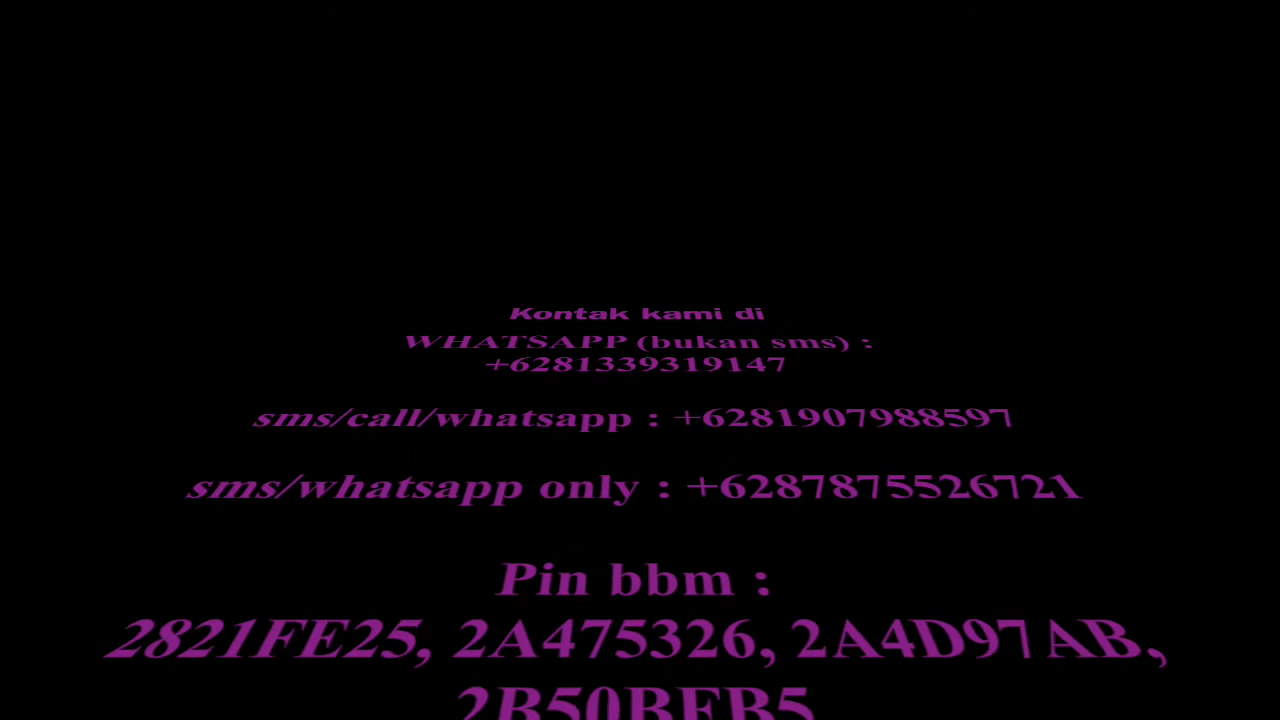 Kontak kami di
WHATSAPP (bukan sms) :
+6281339319147
sms/call/whatsapp : +6281907988597
sms/whatsapp only : +6287875526721
Pin bbm :
2821FE25, 2A475326, 2A4D97AB,